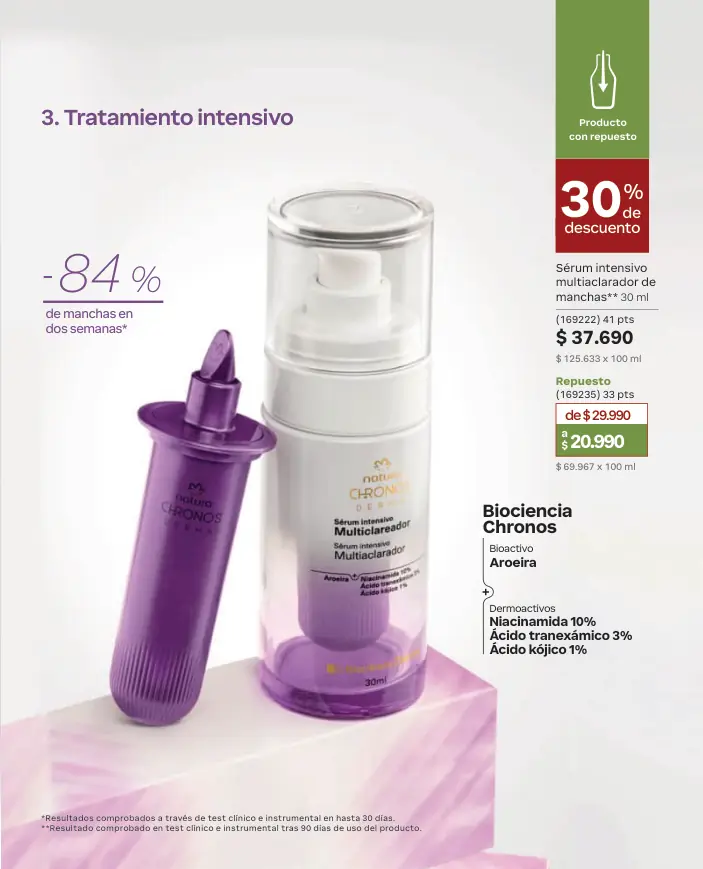 3. Tratamiento intensivo
Producto
con repuesto
30%
de
descuento
-84 %
de manchas en
dos semanas*
Sérum intensivo
multiaclarador de
manchas** 30 ml
(169222) 41 pts
$ 37.690
$ 125.633 x 100 ml
Repuesto
(169235) 33 pts
de $ 29.990
a
$ 20.990
$ 69.967 x 100 ml
natura
CHRONOS
DERMA
natura
CHRONOS
DERMA
Sérum intensivo
Multiclareador
Sérum intensivo
Multiaclarador
Aroeira + Niacinamida 10%
Ácido tranexámico 3%
Ácido kójico 1%
30ml
Biociencia
Chronos
Bioactivo
Aroeira
+
Dermoactivos
Niacinamida 10%
Ácido tranexámico 3%
Ácido kójico 1%
*Resultados comprobados a través de test clínico e instrumental en hasta 30 días.
**Resultado comprobado en test clínico e instrumental tras 90 días de uso del producto.